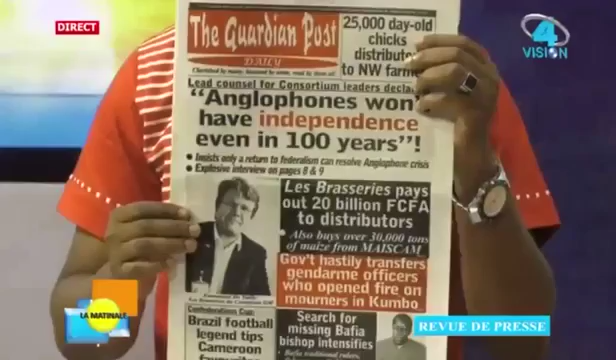 DIRECT
The Guardian Post
DAILY
25,000 day-old
chicks
to NW
4
VISION
Lead counsel for Consortium leaders
"Anglophones won'
have independence
even in 100 years"!
• Insists only a return to federalism can resolve Anglophone crisis
• Explosive interview on pages 8 & 9
Les Brasseries pays
out 20 billion FCFA
to distributors
• Also buys over 30,000 tons
of maize from MAISCAM
Gov't hastily transfers
gendarme officers
who opened fire on
mourners in Kumbo
Confederation Cup:
Brazil football
legend tips
Cameroon
Search for
missing Bafia
bishop intensifies
LA MATINALE
REVUE DE PRESSE